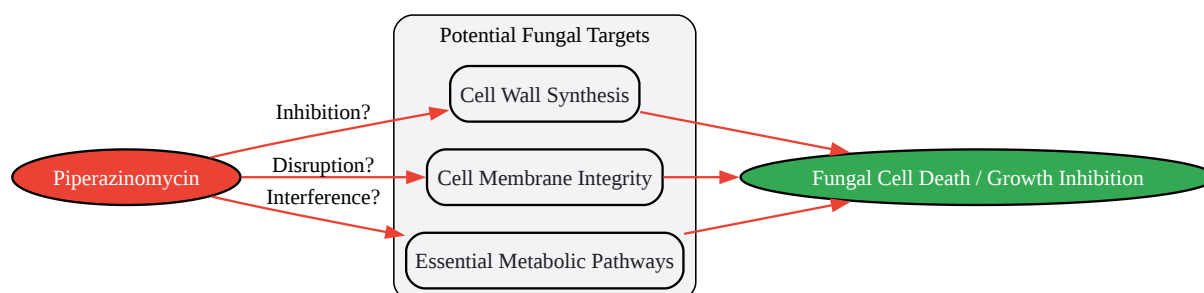 Potential Fungal Targets
Cell Wall Synthesis
Inhibition?
Disruption?
Piperazinomycin
Cell Membrane Integrity
Fungal Cell Death / Growth Inhibition
Interference?
Essential Metabolic Pathways